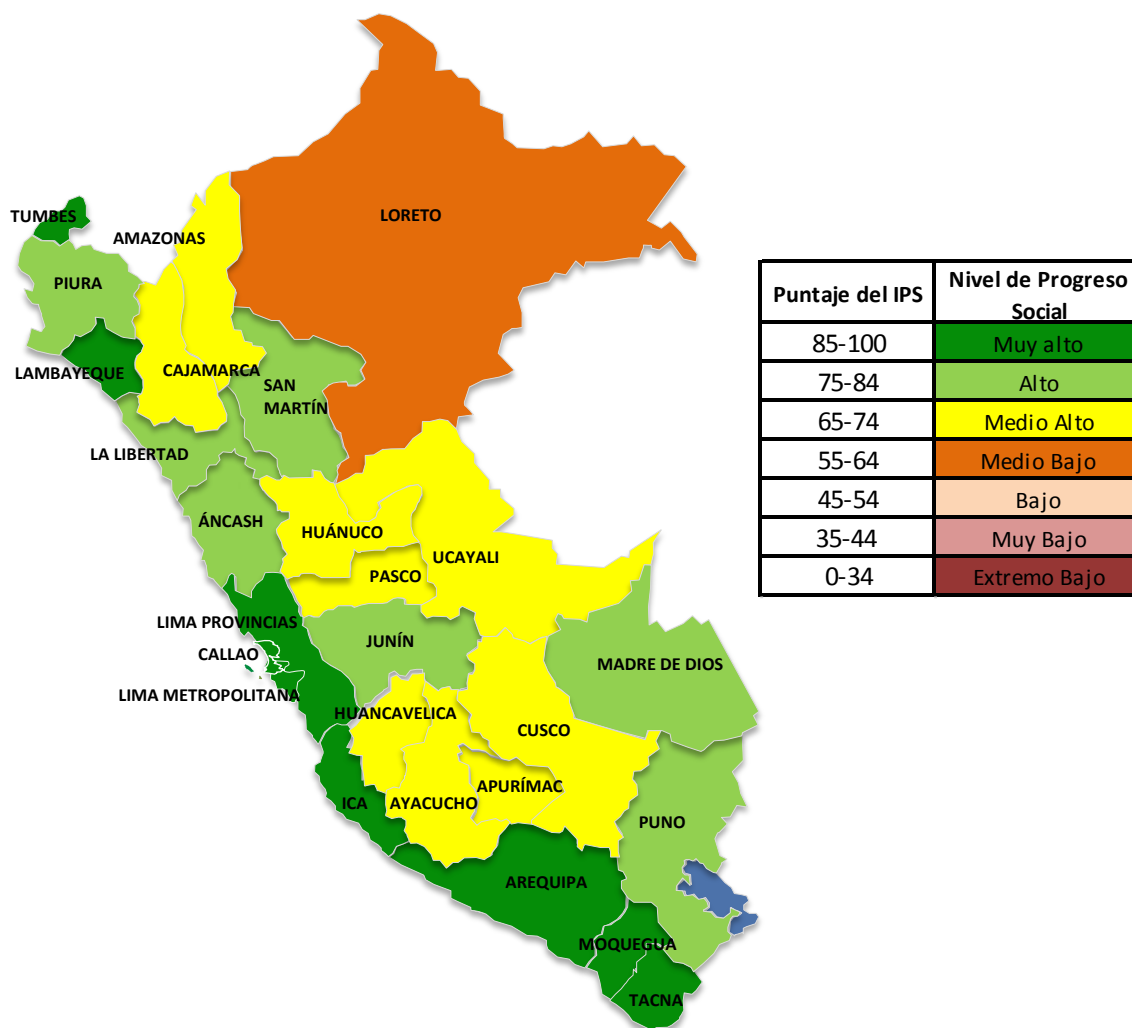 LORETO
TUMBES
AMAZONAS
PIURA
LAMBAYEQUE
CAJAMARCA
SAN
MARTÍN
LA LIBERTAD
ÁNCASH
HUÁNUCO
UCAYALI
PASCO
LIMA PROVINCIAS
JUNÍN
CALLAO
MADRE DE DIOS
LIMA METROPOLITANA
HUANCAVELICA
CUSCO
APURÍMAC
ICA
AYACUCHO
PUNO
AREQUIPA
MOQUEGUA
TACNA
Puntaje del IPS
Nivel de Progreso
Social
85-100 Muy alto
75-84 Alto
65-74 Medio Alto
55-64 Medio Bajo
45-54 Bajo
35-44 Muy Bajo
0-34 Extremo Bajo